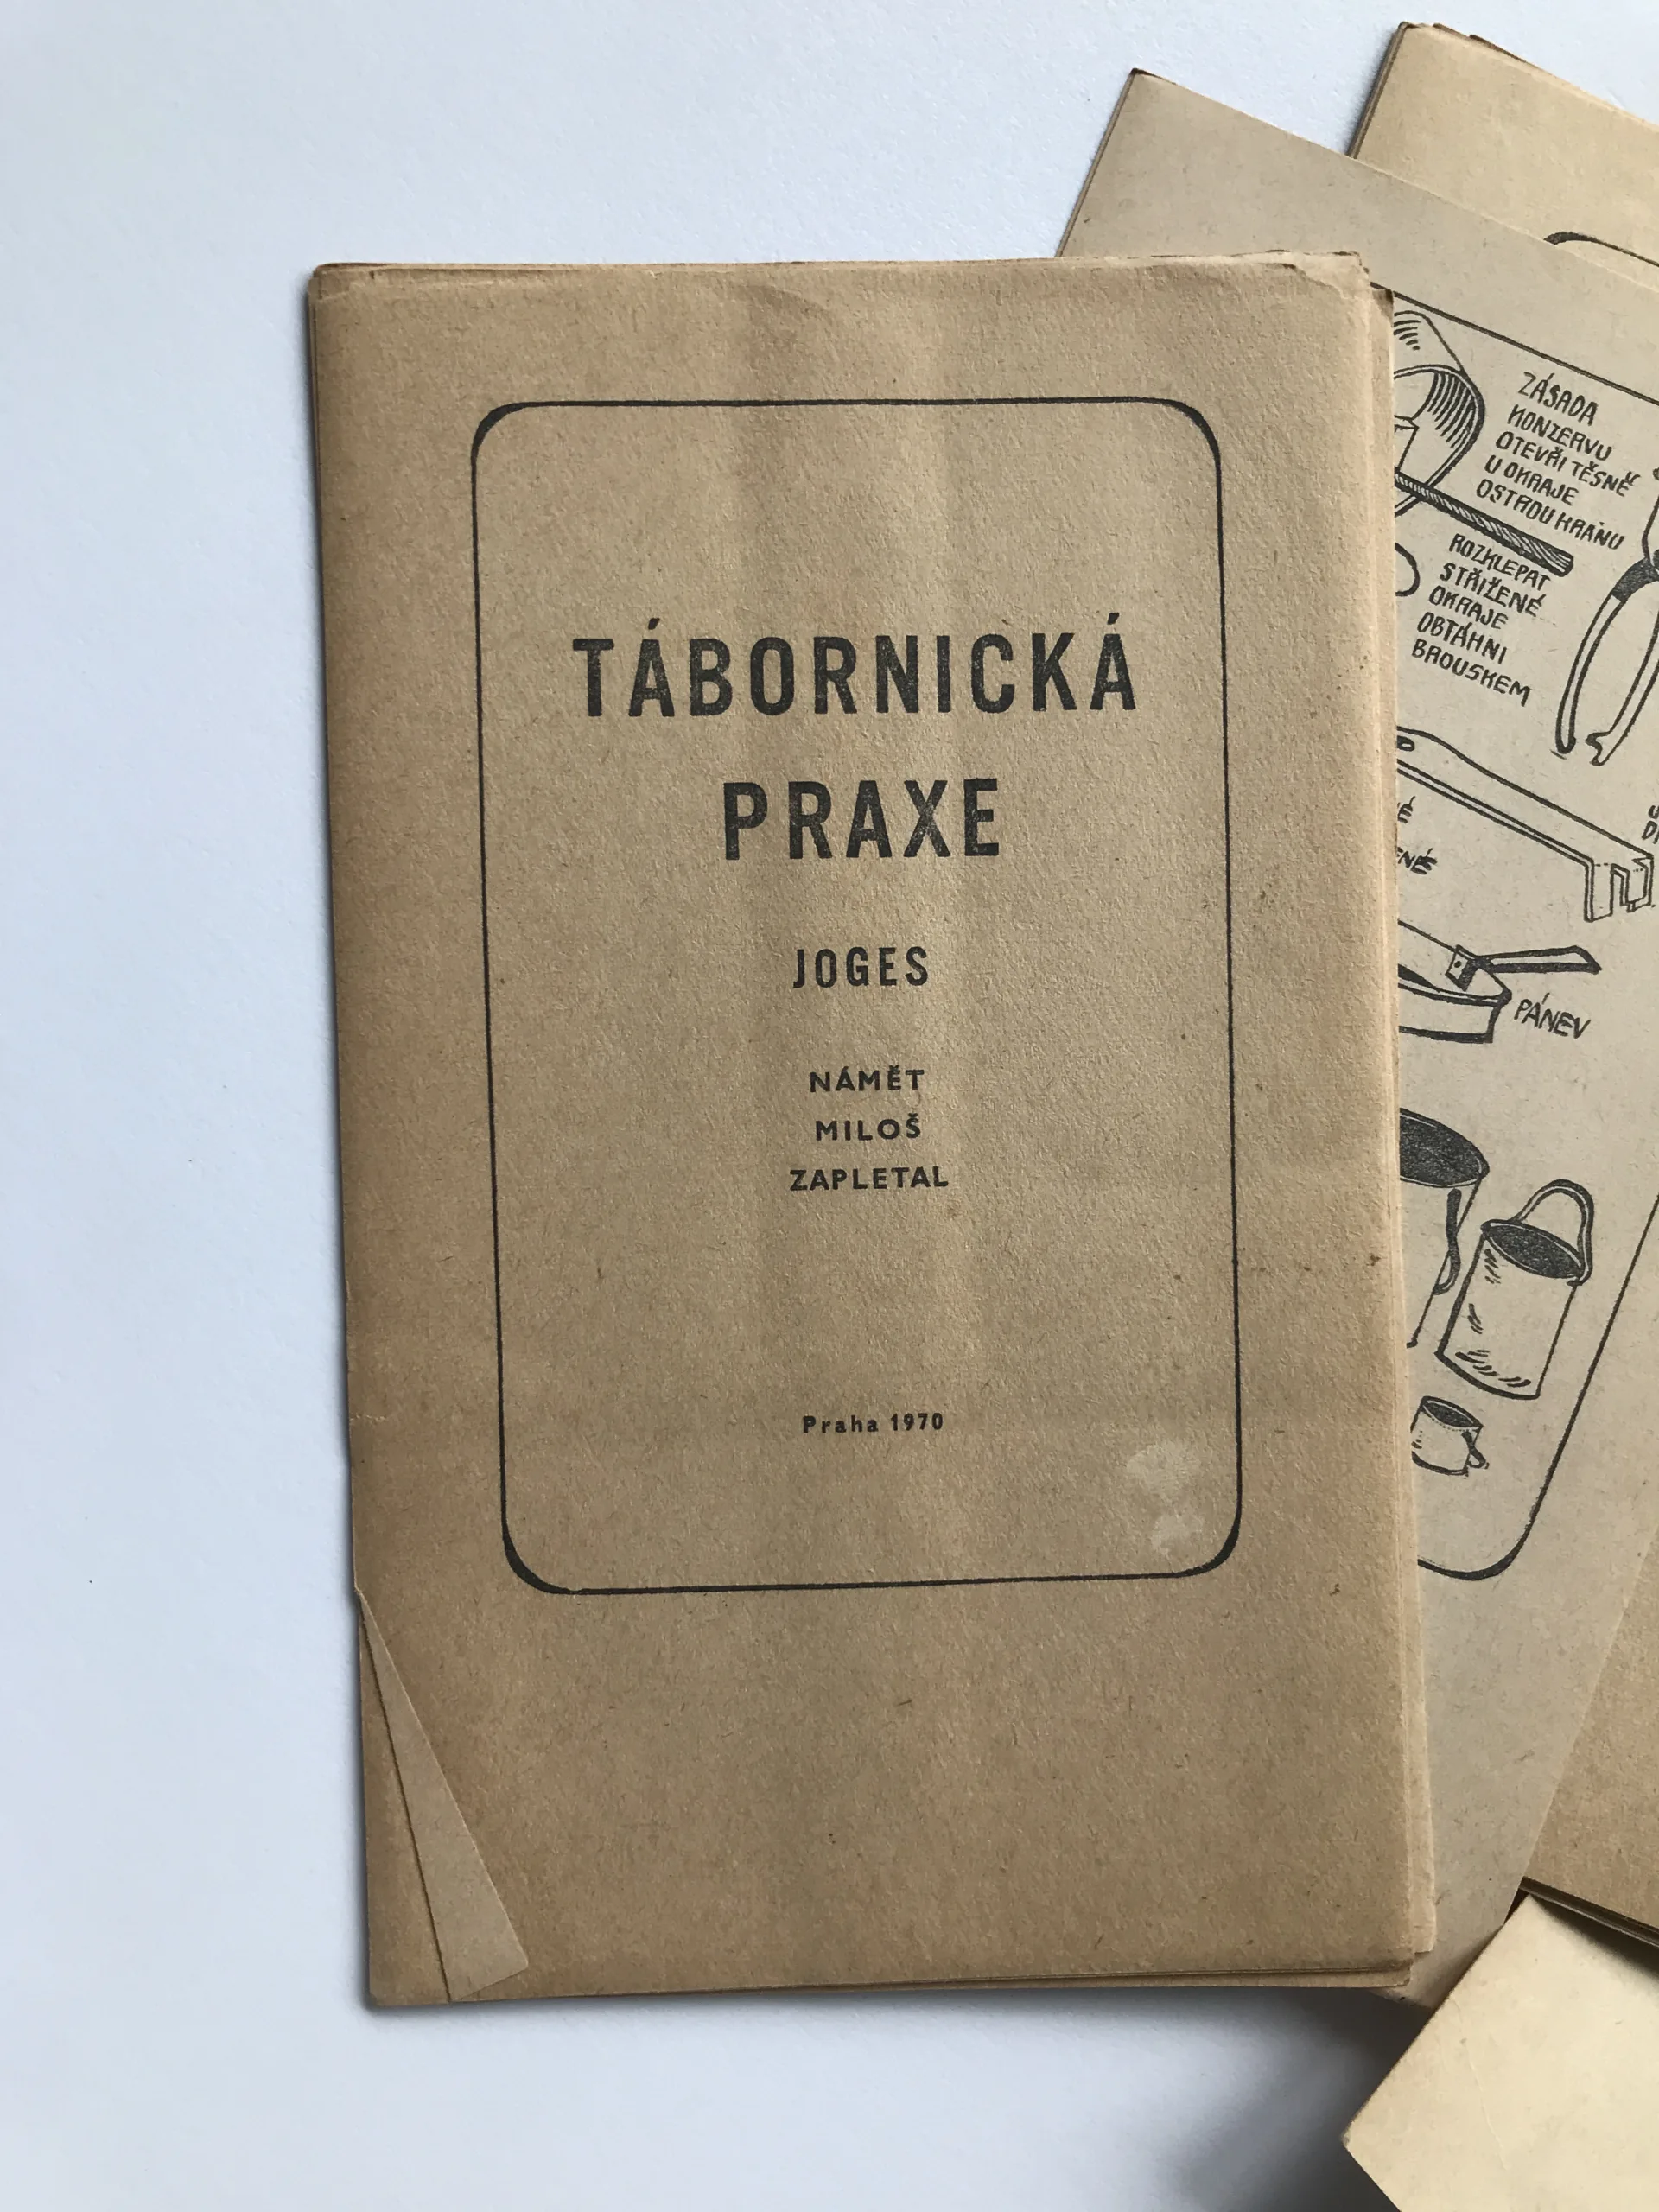 TÁBORNICKÁ
PRAXE
JOGES
NÁMĚT
MILOŠ
ZAPLETAL
Praha 1970
ZÁSADA
KONZERVU
OTEVŘI TĚSNĚ
U OKRAJE
OSTROU HRANU
ROZKLEPAT
STŘIŽENÉ
OKRAJE
OBTÁHNI
BROUSKEM
PÁNEV